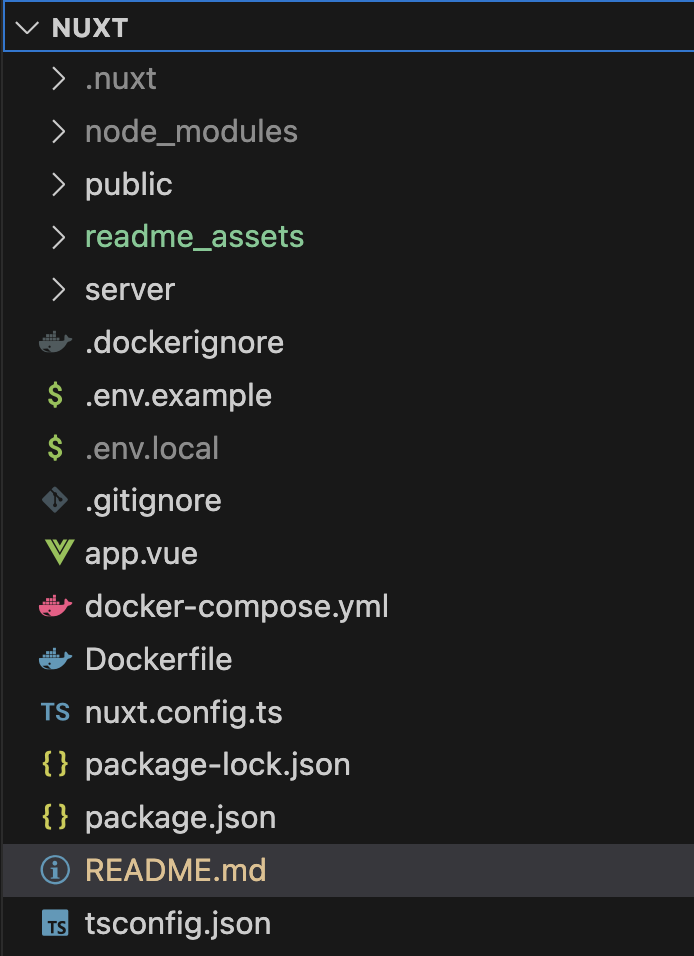 NUXT
.nuxt
node_modules
public
readme_assets
server
.dockerignore
$ .env.example
$ .env.local
.gitignore
app.vue
docker-compose.yml
Dockerfile
TS nuxt.config.ts
{} package-lock.json
{} package.json
README.md
TS tsconfig.json